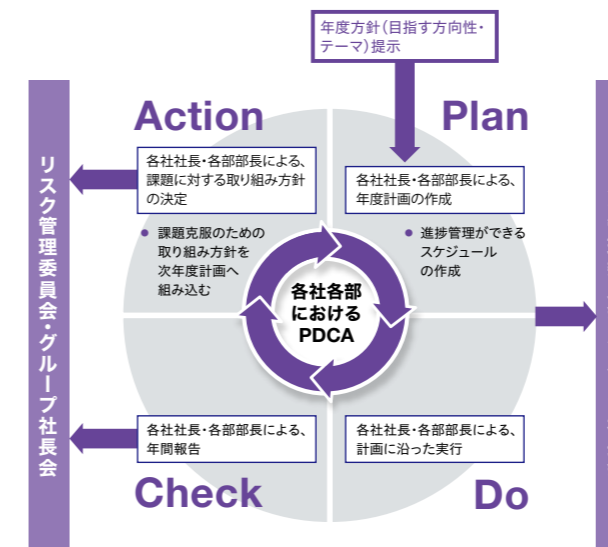 年度方針(目指す方向性・
テーマ)提示
Action
Plan
リスク管理委員会・グループ社長会
各社社長・各部部長による、
課題に対する取り組み方針
の決定
● 課題克服のための
取り組み方針を
次年度計画へ
組み込む
各社社長・各部部長による、
年度計画の作成
● 進捗管理ができる
スケジュール
の作成
各社各部
における
PDCA
各社社長・各部部長による、
年間報告
各社社長・各部部長による、
計画に沿った実行
Check
Do